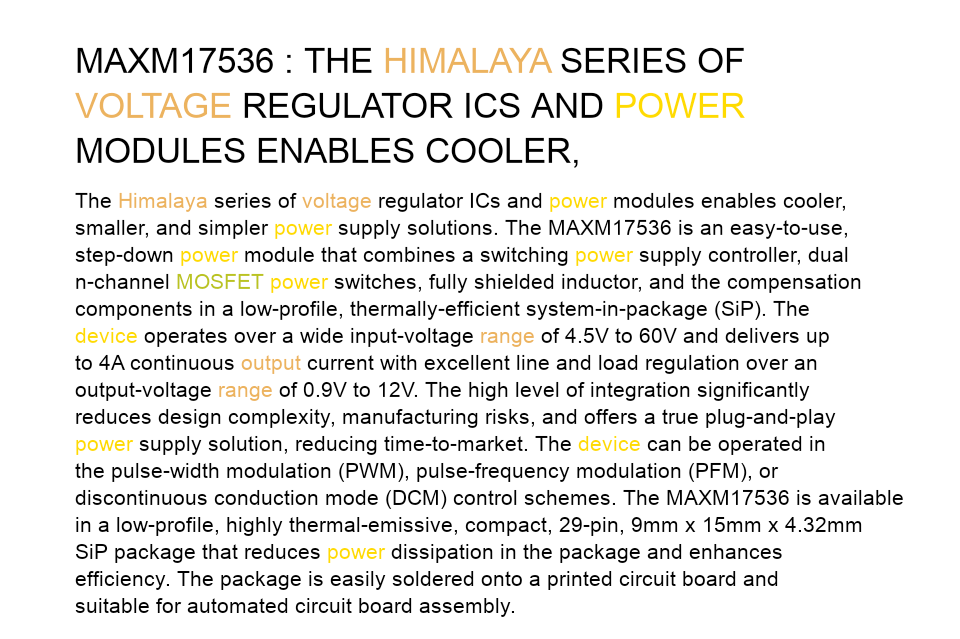 MAXM17536 : THE HIMALAYA SERIES OF
VOLTAGE REGULATOR ICS AND POWER
MODULES ENABLES COOLER,
The Himalaya series of voltage regulator ICs and power modules enables cooler,
smaller, and simpler power supply solutions. The MAXM17536 is an easy-to-use,
step-down power module that combines a switching power supply controller, dual
n-channel MOSFET power switches, fully shielded inductor, and the compensation
components in a low-profile, thermally-efficient system-in-package (SiP). The
device operates over a wide input-voltage range of 4.5V to 60V and delivers up
to 4A continuous output current with excellent line and load regulation over an
output-voltage range of 0.9V to 12V. The high level of integration significantly
reduces design complexity, manufacturing risks, and offers a true plug-and-play
power supply solution, reducing time-to-market. The device can be operated in
the pulse-width modulation (PWM), pulse-frequency modulation (PFM), or
discontinuous conduction mode (DCM) control schemes. The MAXM17536 is available
in a low-profile, highly thermal-emissive, compact, 29-pin, 9mm x 15mm x 4.32mm
SiP package that reduces power dissipation in the package and enhances
efficiency. The package is easily soldered onto a printed circuit board and
suitable for automated circuit board assembly.